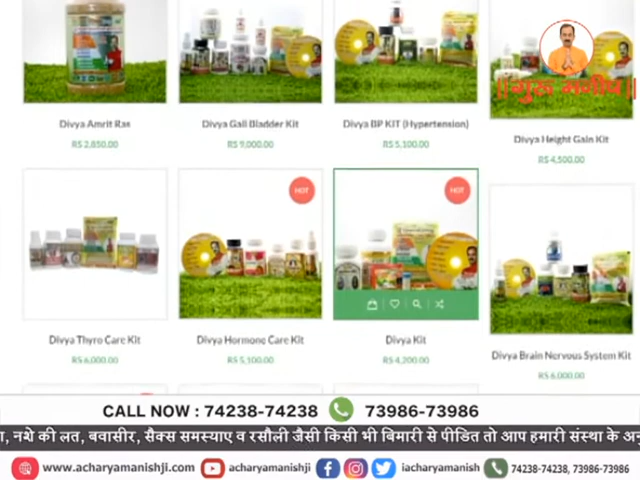 || गुरु मनीष ||
Divya Amrit Ras
RS 2,850.00
Divya Gall Bladder Kit
RS 9,000.00
Divya BP KIT (Hypertension)
RS 5,100.00
Divya Height Gain Kit
RS 4,500.00
HOT
HOT
Divya Thyro Care Kit
RS 6,000.00
Divya Hormone Care Kit
RS 5,100.00
Divya Kit
RS 4,200.00
Divya Brain Nervous System Kit
RS 6,000.00
CALL NOW : 74238-74238 73986-73986
नशे की लत, बवासीर, सैक्स समस्याए व रसौली जैसी किसी भी बिमारी से पीडित तो आप हमारी संस्था के
www.acharyamanishji.com acharyamanishji iacharyamanish 74238-74238, 73986-73986